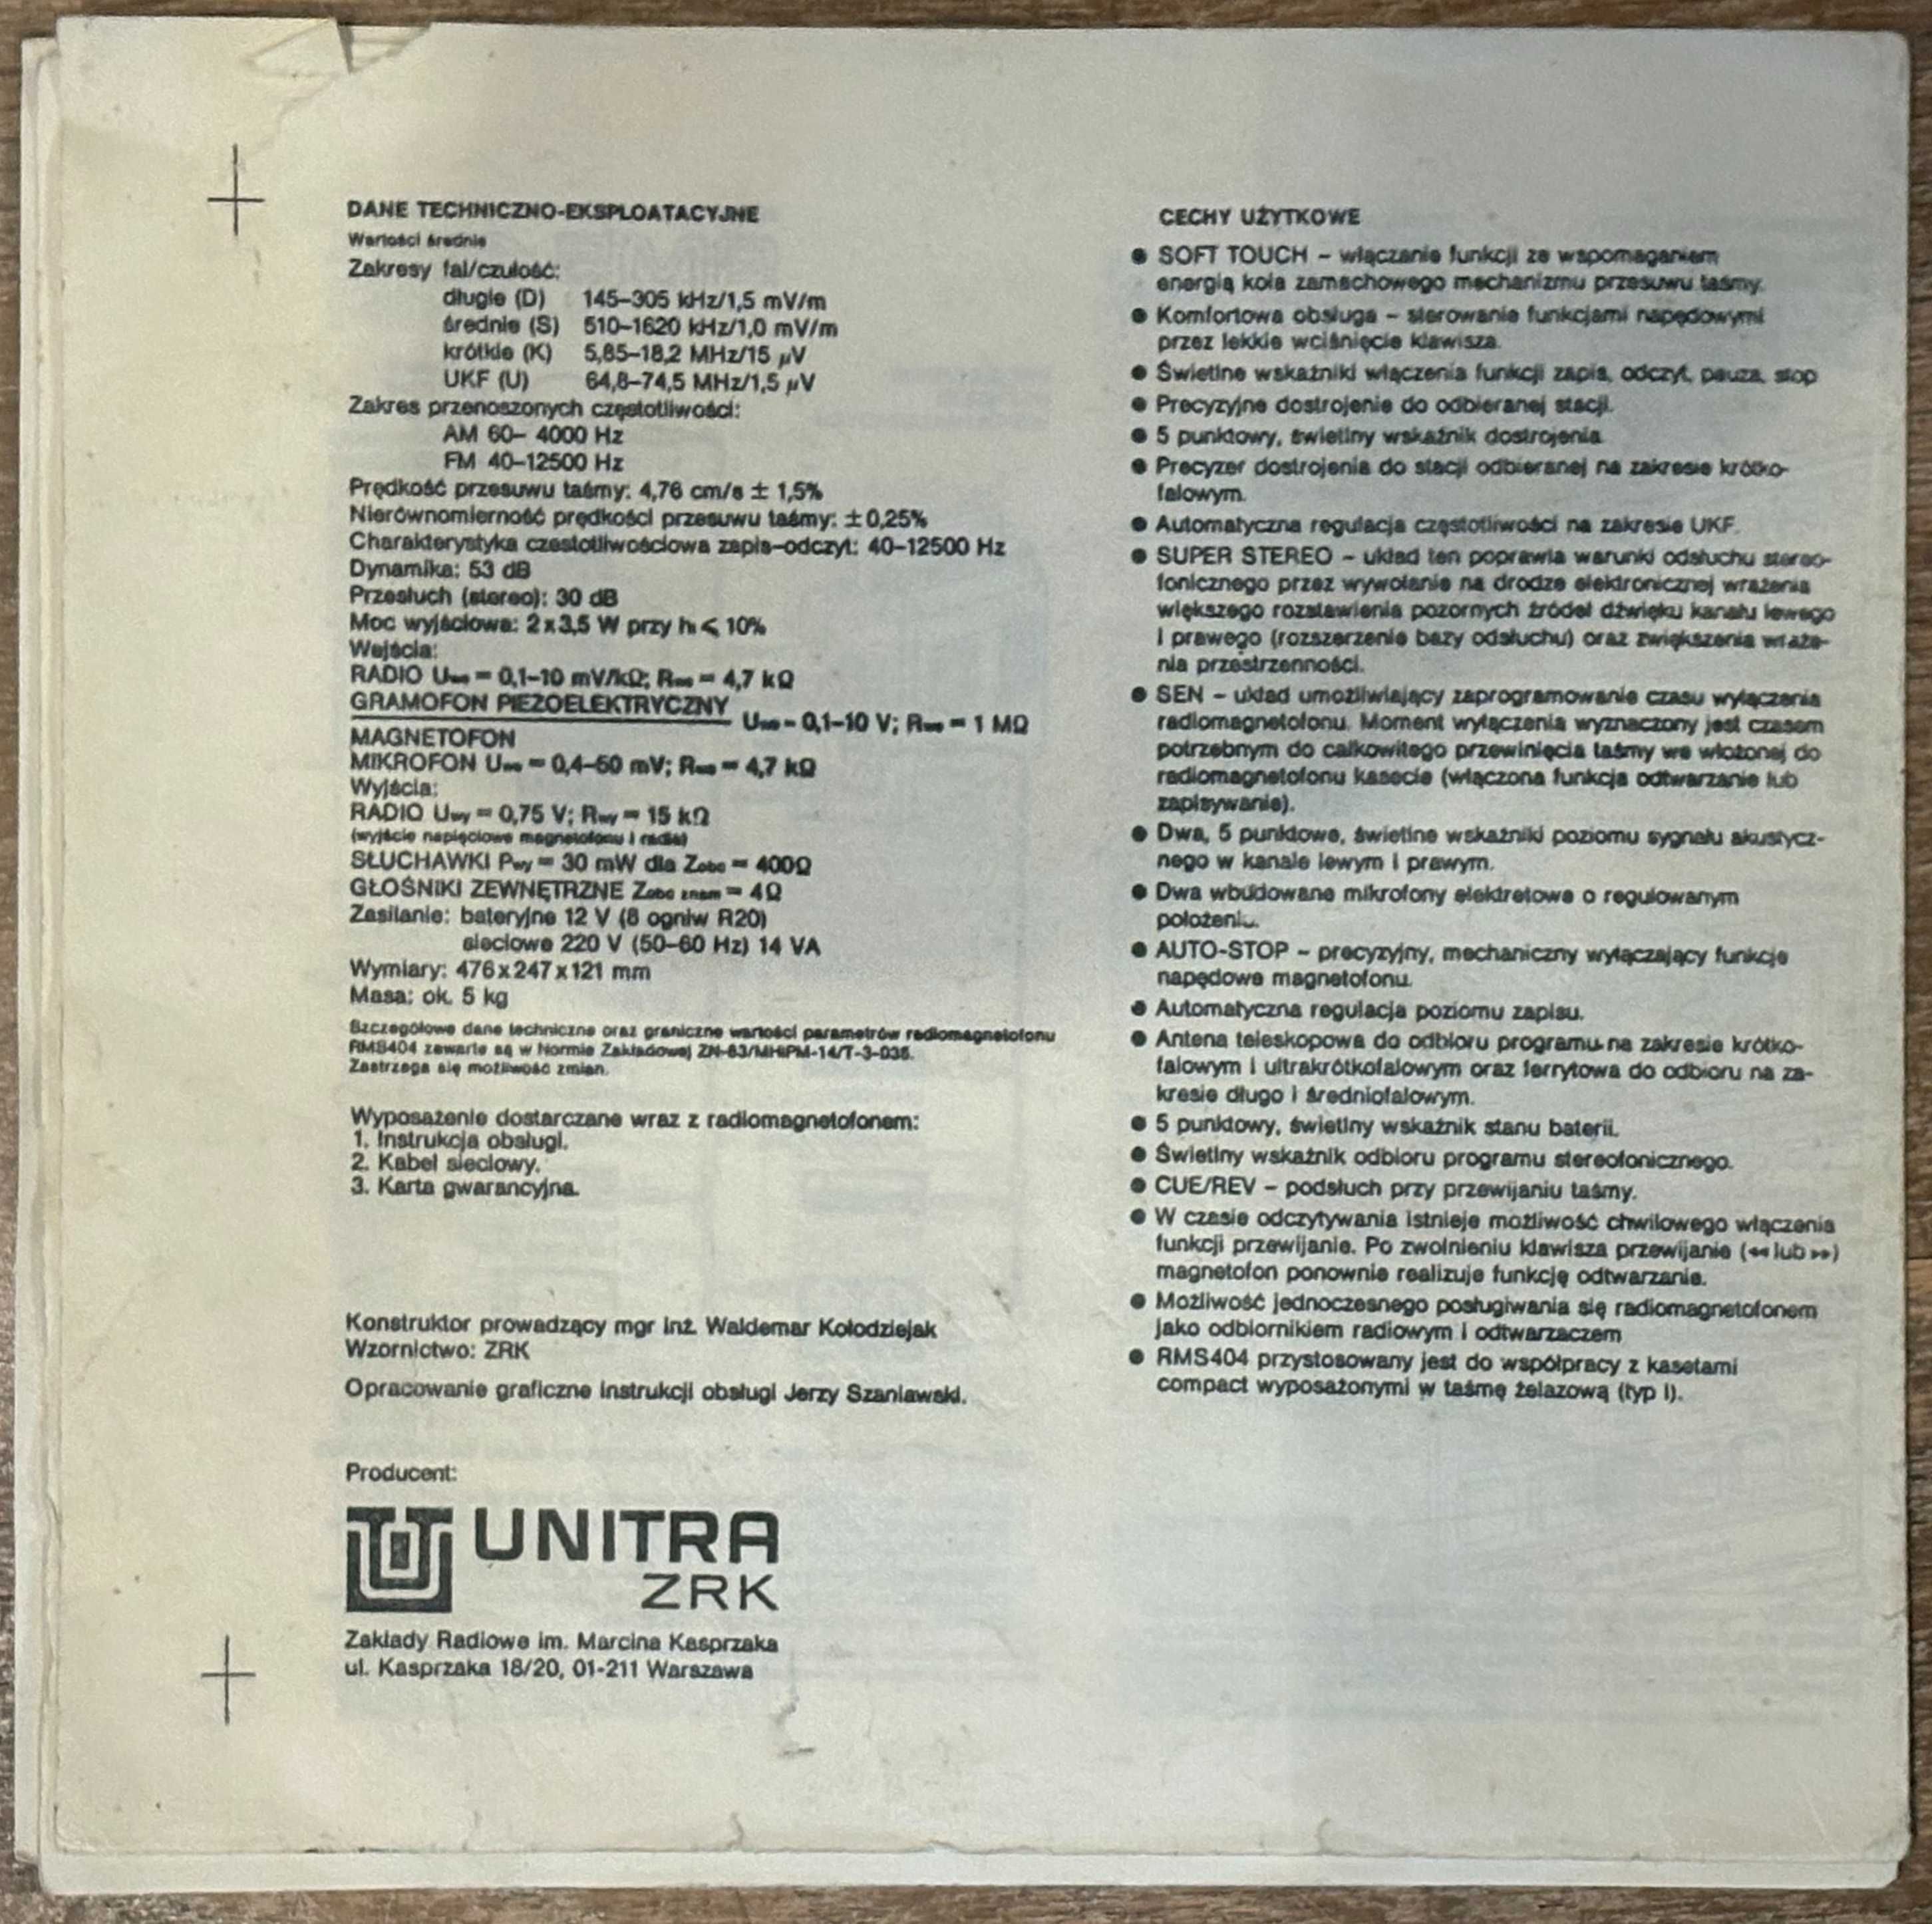 DANE TECHNICZNO-EKSPLOATACYJNE
Wartości średnie
Zakresy fal/czułość:
długie (D) 145–305 kHz/1,5 mV/m
średnie (S) 510–1620 kHz/1,0 mV/m
krótkie (K) 5,85–18,2 MHz/15 µV
UKF (U) 64,8–74,5 MHz/1,5 µV
Zakres przenoszonych częstotliwości:
AM 60– 4000 Hz
FM 40–12500 Hz
Prędkość przesuwu taśmy: 4,76 cm/s ± 1,5%
Nierównomierność prędkości przesuwu taśmy: ±0,25%
Charakterystyka czestotliwościowa zapis–odczyt: 40–12500 Hz
Dynamika: 53 dB
Przesłuch (stereo): 30 dB
Moc wyjściowa: 2x3,5 W przy h ⩽ 10%
Wejścia:
RADIO Uwe = 0,1–10 mV/kΩ; Rwe = 4,7 kΩ
GRAMOFON PIEZOELEKTRYCZNY
Uwe – 0,1–10 V; Rwe = 1 MΩ
MAGNETOFON
MIKROFON Uwe = 0,4–50 mV; Rwe = 4,7 kΩ
Wyjścia:
RADIO Uwy = 0,75 V; Rwy = 15 kΩ
(wyjście napięciowe magnetofonu i radia)
SŁUCHAWKI Pwy = 30 mW dla Zobc = 400Ω
GŁOŚNIKI ZEWNĘTRZNE Zobc znam = 4Ω
Zasilanie: bateryjne 12 V (8 ogniw R20)
sieciowe 220 V (50–60 Hz) 14 VA
Wymiary: 476x247x121 mm
Masa: ok. 5 kg
Szczegółowe dane techniczne oraz graniczne wartości parametrów radiomagnetofonu
RMS404 zawarte są w Normie Zakładowej ZN-83/MHiPM-14/T-3-035.
Zastrzega się możliwość zmian.
Wyposażenie dostarczane wraz z radiomagnetofonem:
1. Instrukcja obsługi.
2. Kabel sieciowy.
3. Karta gwarancyjna.
Konstruktor prowadzący mgr inż. Waldemar Kołodziejak
Wzornictwo: ZRK
Opracowanie graficzne instrukcji obsługi Jerzy Szaniawski.
Producent:
UNITRA
ZRK
Zakłady Radiowe im. Marcina Kasprzaka
ul. Kasprzaka 18/20, 01-211 Warszawa
CECHY UŻYTKOWE
● SOFT TOUCH – włączanie funkcji ze wspomaganiem
energią koła zamachowego mechanizmu przesuwu taśmy.
● Komfortowa obsługa – sterowanie funkcjami napędowymi
przez lekkie wciśnięcie klawisza.
● Świetlne wskaźniki włączenia funkcji zapis, odczyt, pauza, stop
● Precyzyjne dostrojenie do odbieranej stacji.
● 5 punktowy, świetlny wskaźnik dostrojenia
● Precyzer dostrojenia do stacji odbieranej na zakresie krótko-
falowym.
● Automatyczna regulacja częstotliwości na zakresie UKF.
● SUPER STEREO – układ ten poprawia warunki odsłuchu stereo-
fonicznego przez wywołanie na drodze elektronicznej wrażenia
większego rozstawienia pozornych źródeł dźwięku kanału lewego
i prawego (rozszerzenie bazy odsłuchu) oraz zwiększenia wraże-
nia przestrzenności.
● SEN – układ umożliwiający zaprogramowanie czasu wyłączenia
radiomagnetofonu. Moment wyłączenia wyznaczony jest czasem
potrzebnym do całkowitego przewinięcia taśmy we włożonej do
radiomagnetofonu kasecie (włączona funkcja odtwarzanie lub
zapisywanie).
● Dwa, 5 punktowe, świetlne wskaźniki poziomu sygnału akustycz-
nego w kanale lewym i prawym.
● Dwa wbudowane mikrofony elektretowe o regulowanym
położeniu.
● AUTO-STOP – precyzyjny, mechaniczny wyłączający funkcje
napędowe magnetofonu.
● Automatyczna regulacja poziomu zapisu.
● Antena teleskopowa do odbioru programu na zakresie krótko-
falowym i ultrakrótkofalowym oraz ferrytowa do odbioru na za-
kresie długo i średniofalowym.
● 5 punktowy, świetlny wskaźnik stanu baterii.
● Świetlny wskaźnik odbioru programu stereofonicznego.
● CUE/REV – podsłuch przy przewijaniu taśmy.
● W czasie odczytywania istnieje możliwość chwilowego włączenia
funkcji przewijanie. Po zwolnieniu klawisza przewijanie (◂◂ lub ▸▸)
magnetofon ponownie realizuje funkcję odtwarzanie.
● Możliwość jednoczesnego posługiwania się radiomagnetofonem
jako odbiornikiem radiowym i odtwarzaczem
● RMS404 przystosowany jest do współpracy z kasetami
compact wyposażonymi w taśmę żelazową (typ I).